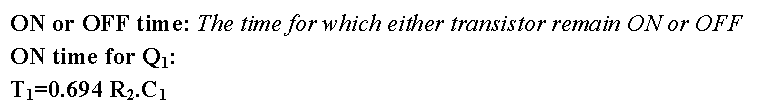 ON or OFF time: The time for which either transistor remain ON or OFF
ON time for Q₁:
T₁=0.694 R₂.C₁